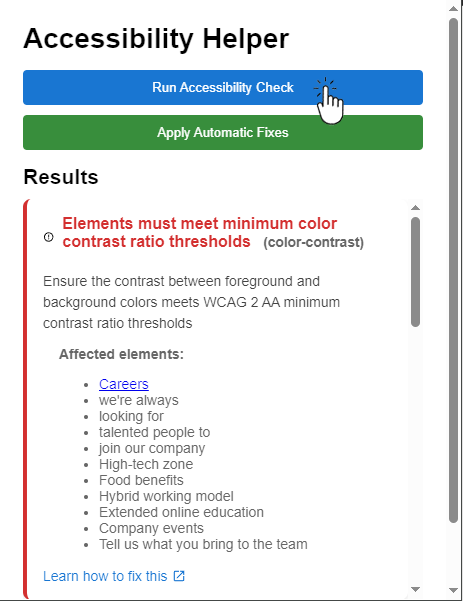 Accessibility Helper
Run Accessibility Check
Apply Automatic Fixes
Results
Elements must meet minimum color
contrast ratio thresholds (color-contrast)
Ensure the contrast between foreground and
background colors meets WCAG 2 AA minimum
contrast ratio thresholds
Affected elements:
Careers
we're always
looking for
talented people to
join our company
High-tech zone
Food benefits
Hybrid working model
Extended online education
Company events
Tell us what you bring to the team
Learn how to fix this